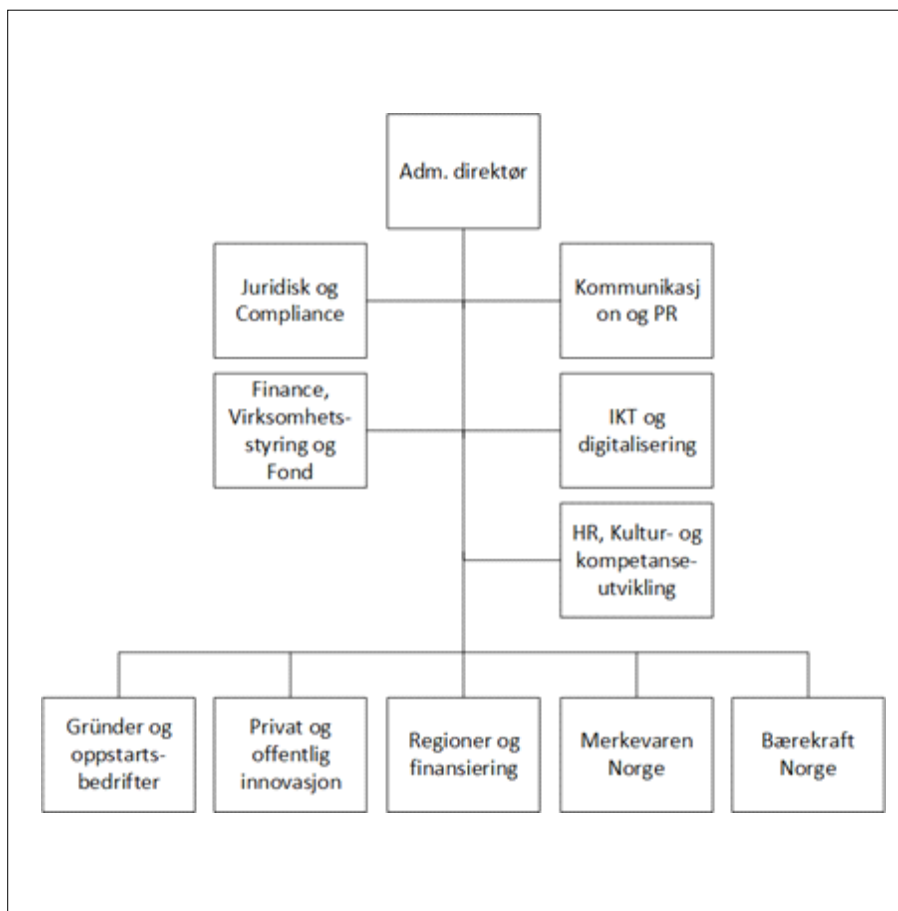 Adm. direktør
Juridisk og
Compliance
Kommunikasj
on og PR
Finance,
Virksomhets-
styring og
Fond
IKT og
digitalisering
HR, Kultur- og
kompetanse-
utvikling
Gründer og
oppstarts-
bedrifter
Privat og
offentlig
innovasjon
Regioner og
finansiering
Merkevaren
Norge
Bærekraft
Norge